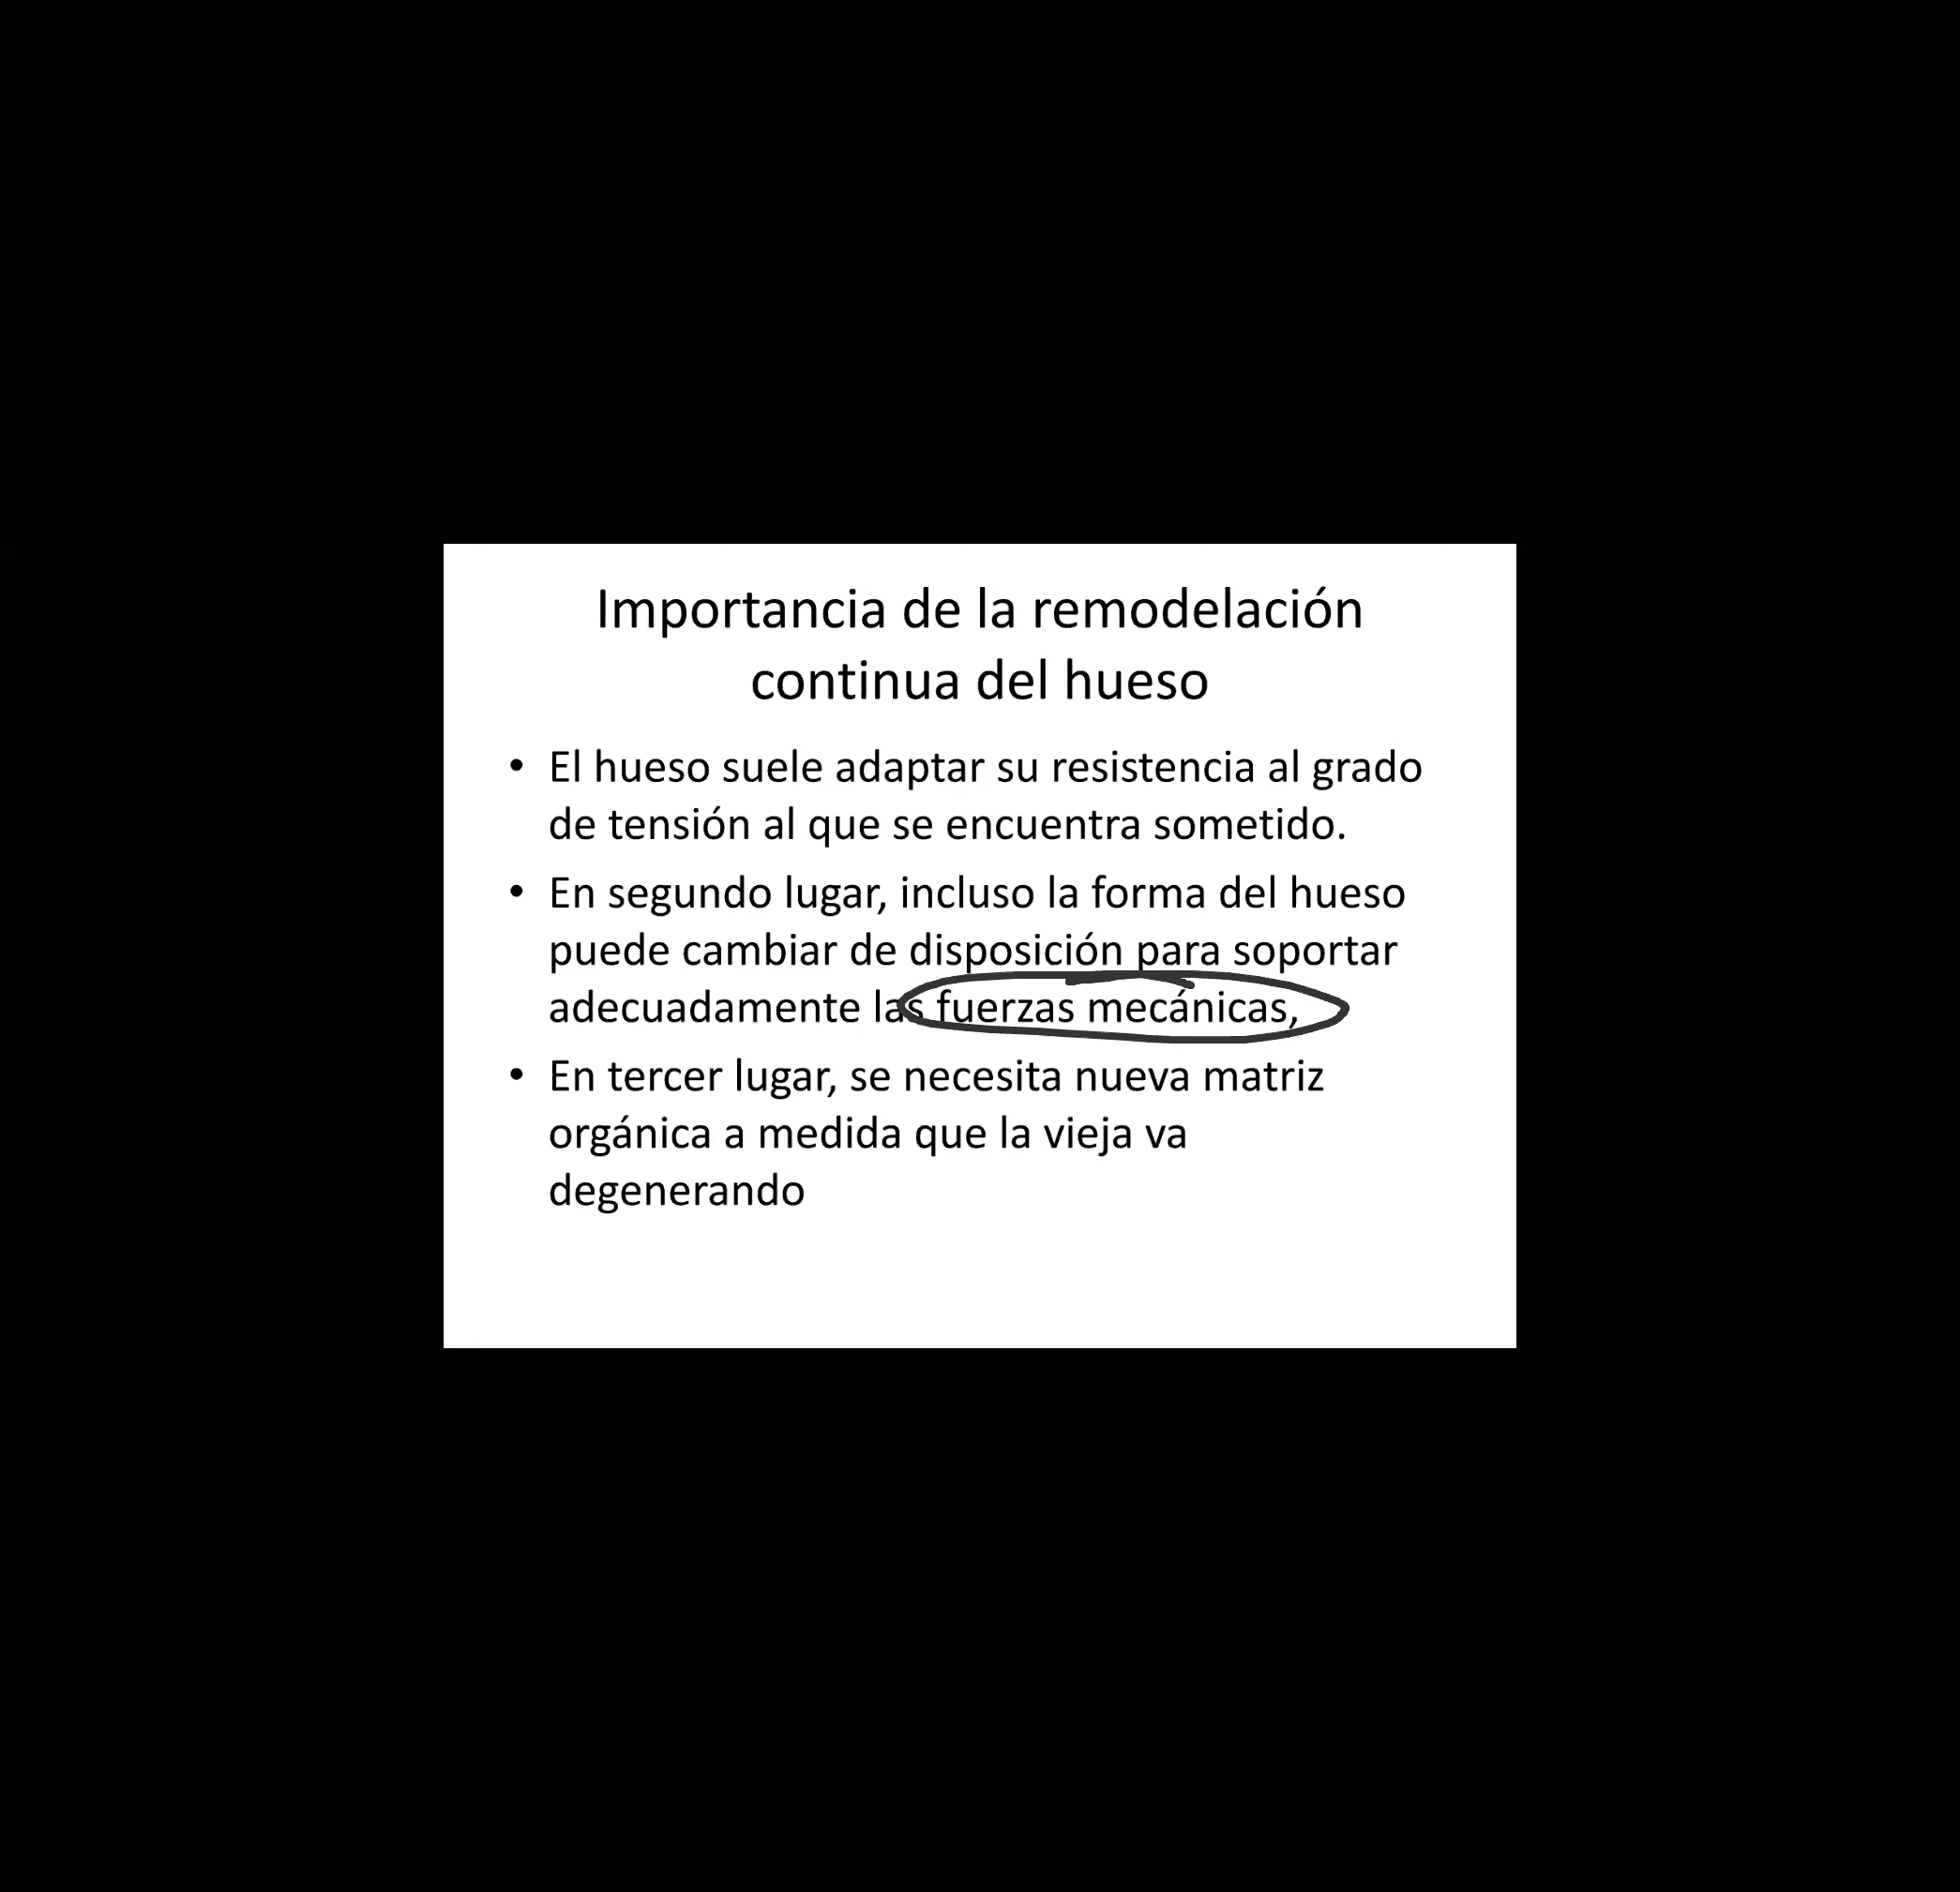 Importancia de la remodelación
continua del hueso
• El hueso suele adaptar su resistencia al grado
de tensión al que se encuentra sometido.
• En segundo lugar, incluso la forma del hueso
puede cambiar de disposición para soportar
adecuadamente las fuerzas mecánicas,
• En tercer lugar, se necesita nueva matriz
orgánica a medida que la vieja va
degenerando